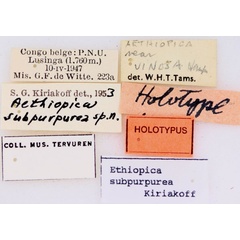 Congo belge: P.N.U.
Lusinga (1.760m.)
10-iv-1947
Mis. G.F. de Witte. 223a
AETHIOPICA
near
VINOSA
det. W.H.T. Tams.
S. G. Kiriakoff det., 1953
Aethiopica
subpurpurea sp.n.
Holotype
COLL. MUS. TERVUREN
HOLOTYPUS
Ethiopica
subpurpurea
Kiriakoff